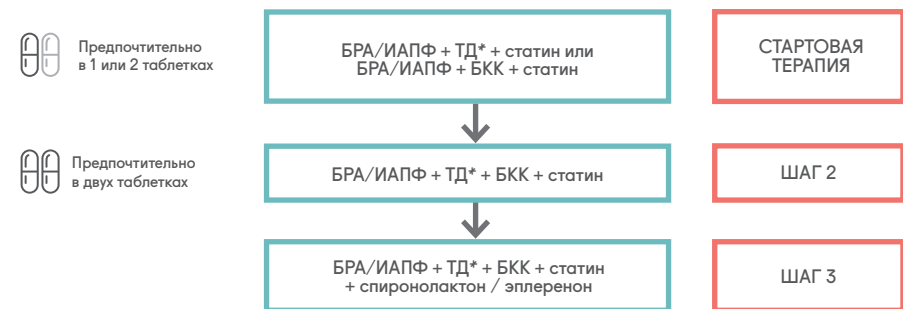 Предпочтительно
в 1 или 2 таблетках
БРА/ИАПФ + ТД* + статин или
БРА/ИАПФ + БКК + статин
СТАРТОВАЯ
ТЕРАПИЯ
Предпочтительно
в двух таблетках
БРА/ИАПФ + ТД* + БКК + статин
ШАГ 2
БРА/ИАПФ + ТД* + БКК + статин
+ спиронолактон / эплеренон
ШАГ 3